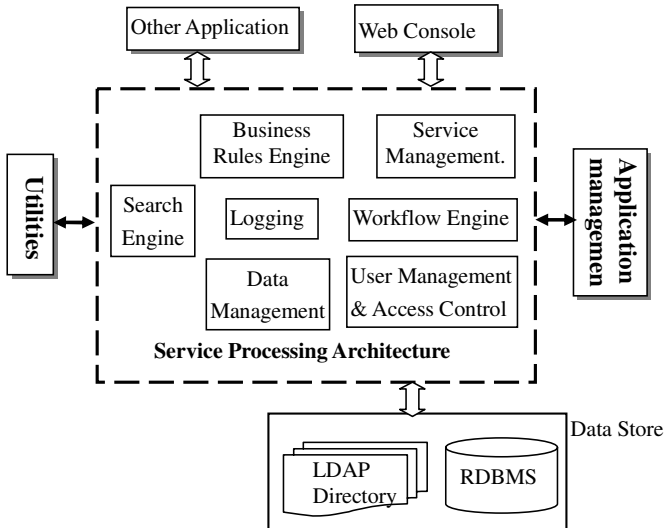 Other Application
Web Console
Business
Rules Engine
Service
Management.
Utilities
Search
Engine
Logging
Workflow Engine
Application
managemen
Data
Management
User Management
& Access Control
Service Processing Architecture
Data Store
LDAP
Directory
RDBMS